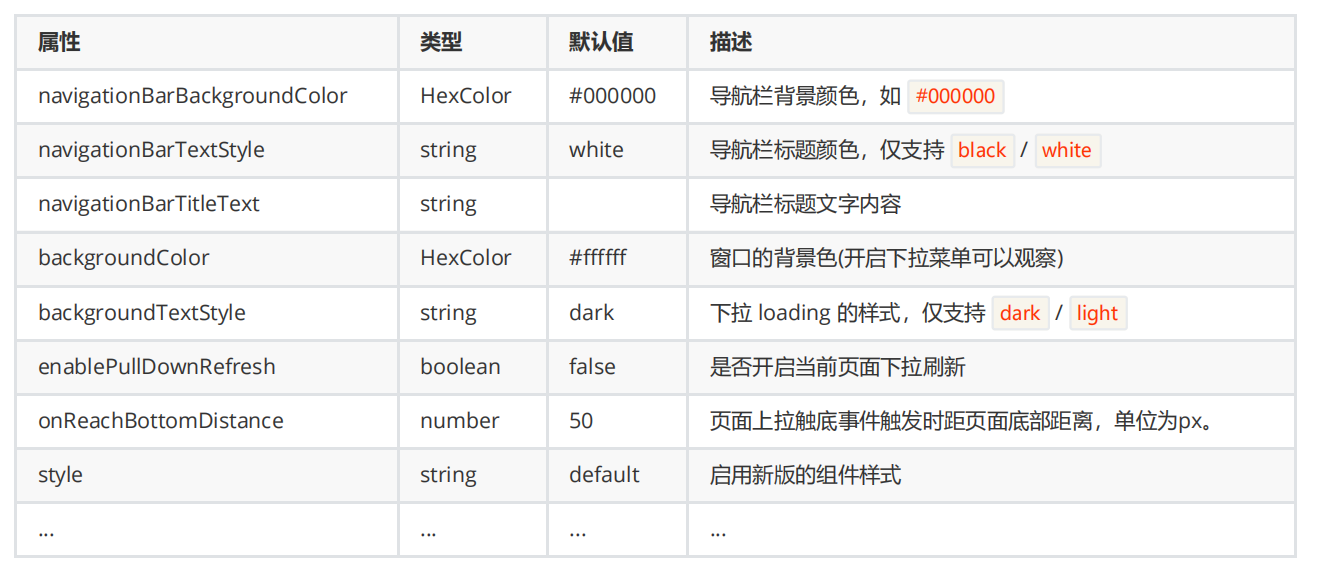 属性 类型 默认值 描述
navigationBarBackgroundColor HexColor #000000 导航栏背景颜色，如 #000000
navigationBarTextStyle string white 导航栏标题颜色，仅支持 black / white
navigationBarTitleText string 导航栏标题文字内容
backgroundColor HexColor #ffffff 窗口的背景色(开启下拉菜单可以观察)
backgroundTextStyle string dark 下拉 loading 的样式，仅支持 dark / light
enablePullDownRefresh boolean false 是否开启当前页面下拉刷新
onReachBottomDistance number 50 页面上拉触底事件触发时距页面底部距离，单位为px。
style string default 启用新版的组件样式
... ... ... ...